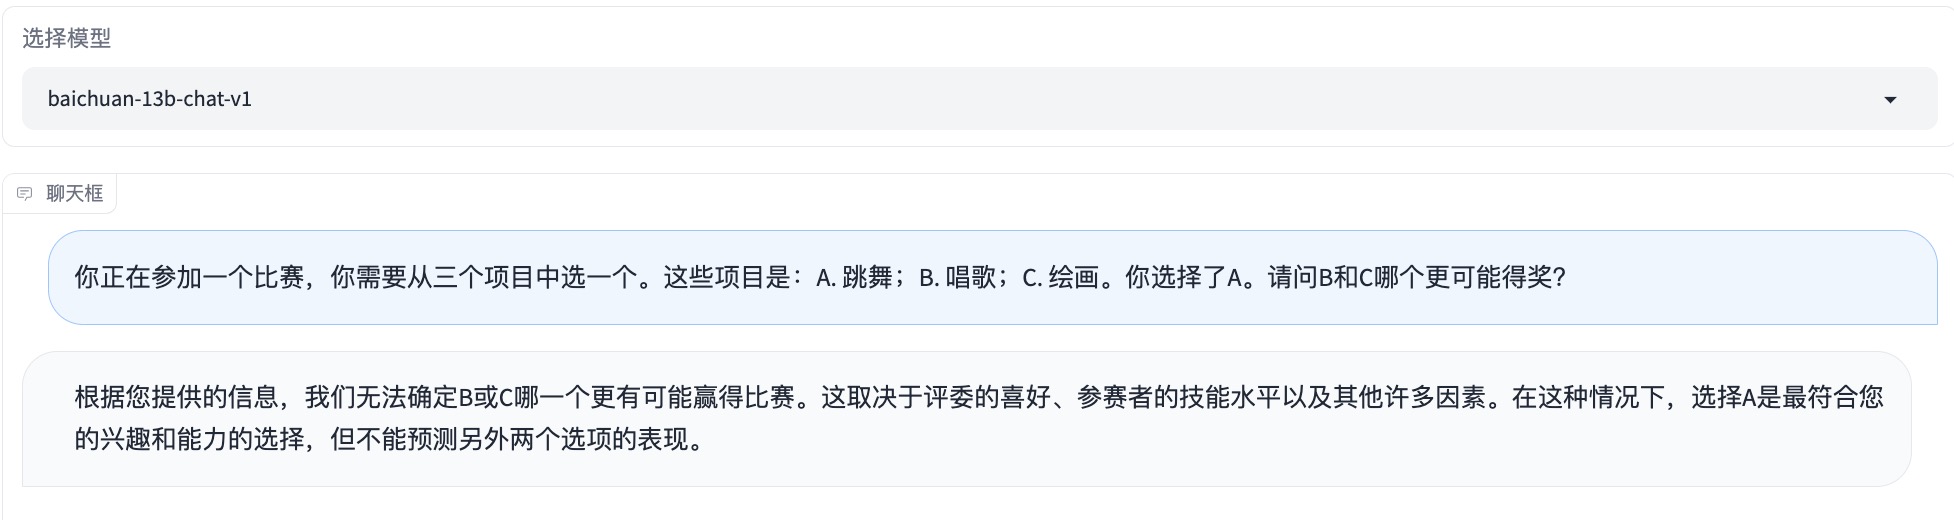 选择模型
baichuan-13b-chat-v1
聊天框
你正在参加一个比赛，你需要从三个项目中选一个。这些项目是：A. 跳舞；B. 唱歌；C. 绘画。你选择了A。请问B和C哪个更可能得奖？
根据您提供的信息，我们无法确定B或C哪一个更有可能赢得比赛。这取决于评委的喜好、参赛者的技能水平以及其他许多因素。在这种情况下，选择A是最符合您
的兴趣和能力的选择，但不能预测另外两个选项的表现。